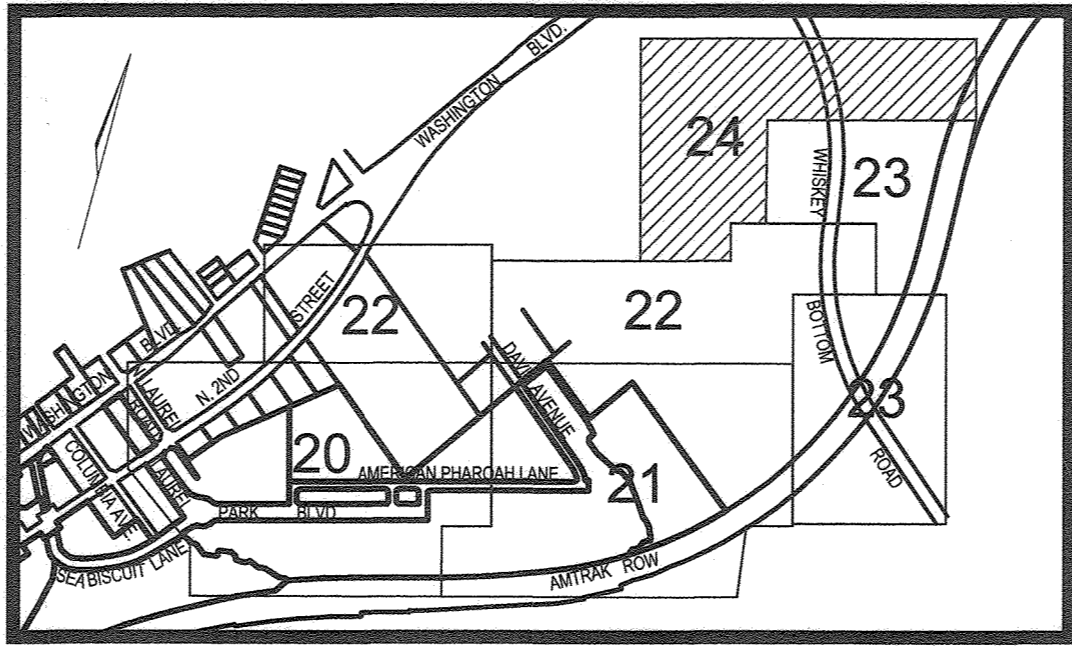 WASHINGTON BLVD.
24
WHISKEY
23
22
22
STREET
N. 2ND
BLVD.
WASHINGTON
LAUREL
ROAD
DAVIS AVENUE
BOTTOM
23
ROAD
20
AMERICAN PHAROAH LANE
21
COLUMBIA AVE.
LAUREL
PARK BLVD
SEA BISCUIT LANE
AMTRAK ROW